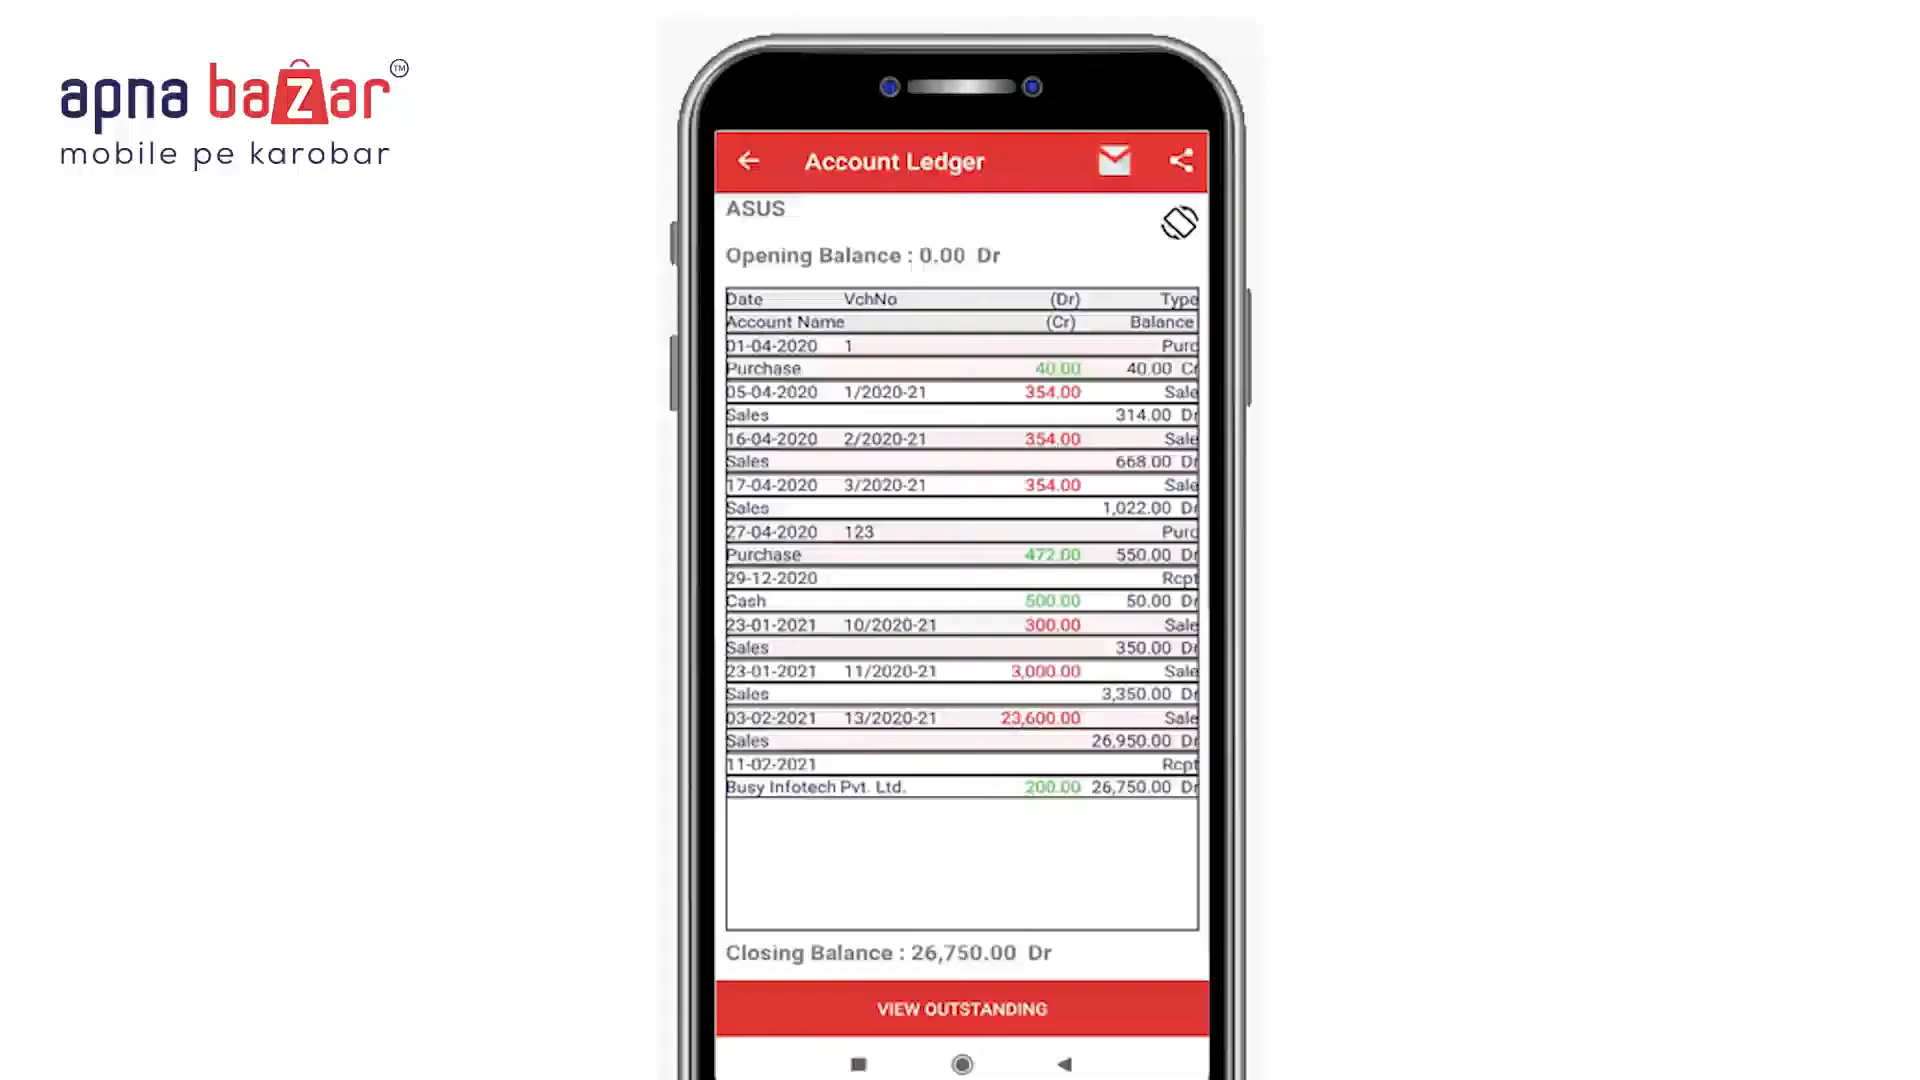 apna bazar TM
mobile pe karobar
Account Ledger
ASUS
Opening Balance : 0.00 Dr
Date VchNo (Dr) Type
Account Name (Cr) Balance
01-04-2020 1 Purc
Purchase 40.00 40.00 Cr
05-04-2020 1/2020-21 354.00 Sale
Sales 314.00 Dr
16-04-2020 2/2020-21 354.00 Sale
Sales 668.00 Dr
17-04-2020 3/2020-21 354.00 Sale
Sales 1,022.00 Dr
27-04-2020 123 Purc
Purchase 472.00 550.00 Dr
29-12-2020 Rcpt
Cash 500.00 50.00 Dr
23-01-2021 10/2020-21 300.00 Sale
Sales 350.00 Dr
23-01-2021 11/2020-21 3,000.00 Sale
Sales 3,350.00 Dr
03-02-2021 13/2020-21 23,600.00 Sale
Sales 26,950.00 Dr
11-02-2021 Rcpt
Busy Infotech Pvt. Ltd. 200.00 26,750.00 Dr
Closing Balance : 26,750.00 Dr
VIEW OUTSTANDING